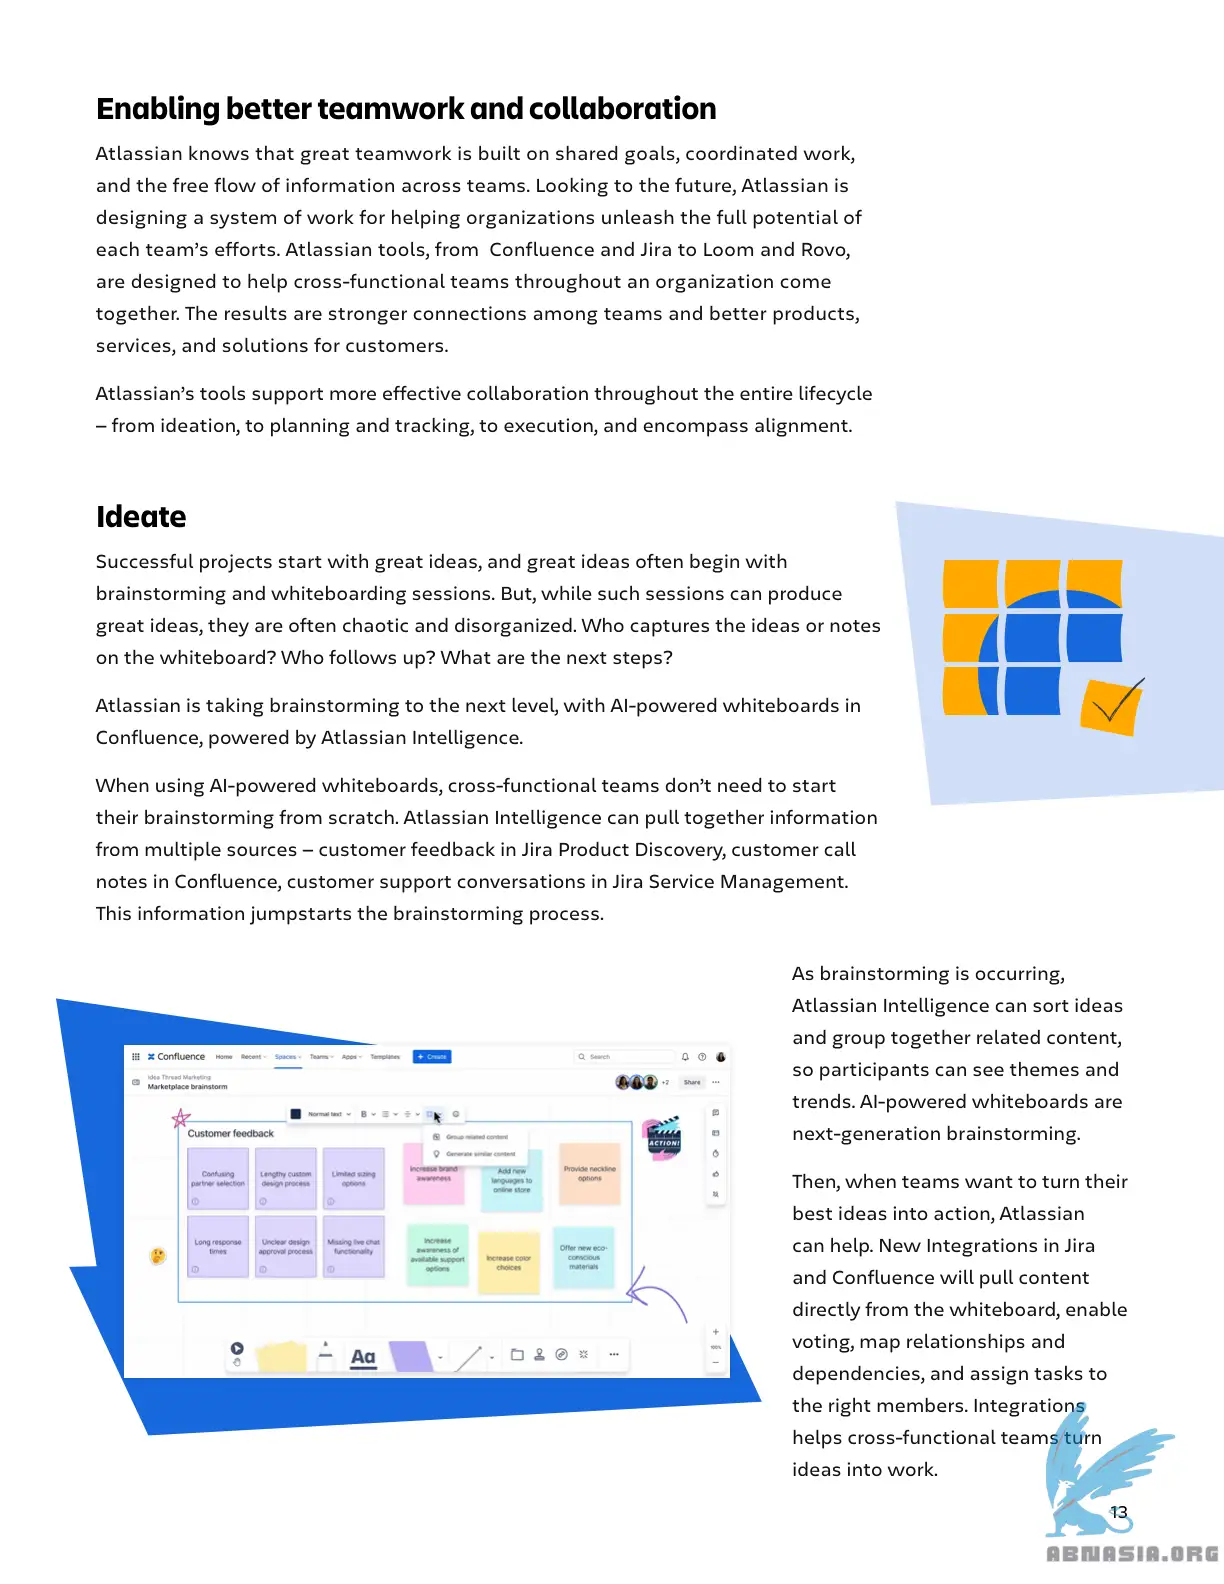 Enabling better teamwork and collaboration
Atlassian knows that great teamwork is built on shared goals, coordinated work,
and the free flow of information across teams. Looking to the future, Atlassian is
designing a system of work for helping organizations unleash the full potential of
each team's efforts. Atlassian tools, from  Confluence and Jira to Loom and Rovo,
are designed to help cross-functional teams throughout an organization come
together. The results are stronger connections among teams and better products,
services, and solutions for customers.
Atlassian's tools support more effective collaboration throughout the entire lifecycle
– from ideation, to planning and tracking, to execution, and encompass alignment.
Ideate
Successful projects start with great ideas, and great ideas often begin with
brainstorming and whiteboarding sessions. But, while such sessions can produce
great ideas, they are often chaotic and disorganized. Who captures the ideas or notes
on the whiteboard? Who follows up? What are the next steps?
Atlassian is taking brainstorming to the next level, with AI-powered whiteboards in
Confluence, powered by Atlassian Intelligence.
When using AI-powered whiteboards, cross-functional teams don't need to start
their brainstorming from scratch. Atlassian Intelligence can pull together information
from multiple sources – customer feedback in Jira Product Discovery, customer call
notes in Confluence, customer support conversations in Jira Service Management.
This information jumpstarts the brainstorming process.
Confluence Home Recent Spaces Teams Apps Templates + Create Search
Idea Thread Marketing
Marketplace brainstorm
+2 Share
Normal text B
Group related content
Generate similar content
Customer feedback
ACTION!
Confusing
partner selection
Lengthy custom
design process
Limited sizing
options
Increase brand
awareness
Add new
languages to
online store
Provide neckline
options
Long response
times
Unclear design
approval process
Missing live chat
functionality
Increase
awareness of
available support
options
Increase color
choices
Offer new eco-
conscious
materials
Aa
100%
As brainstorming is occurring,
Atlassian Intelligence can sort ideas
and group together related content,
so participants can see themes and
trends. AI-powered whiteboards are
next-generation brainstorming.
Then, when teams want to turn their
best ideas into action, Atlassian
can help. New Integrations in Jira
and Confluence will pull content
directly from the whiteboard, enable
voting, map relationships and
dependencies, and assign tasks to
the right members. Integrations
helps cross-functional teams turn
ideas into work.
13
ABNASIA.ORG